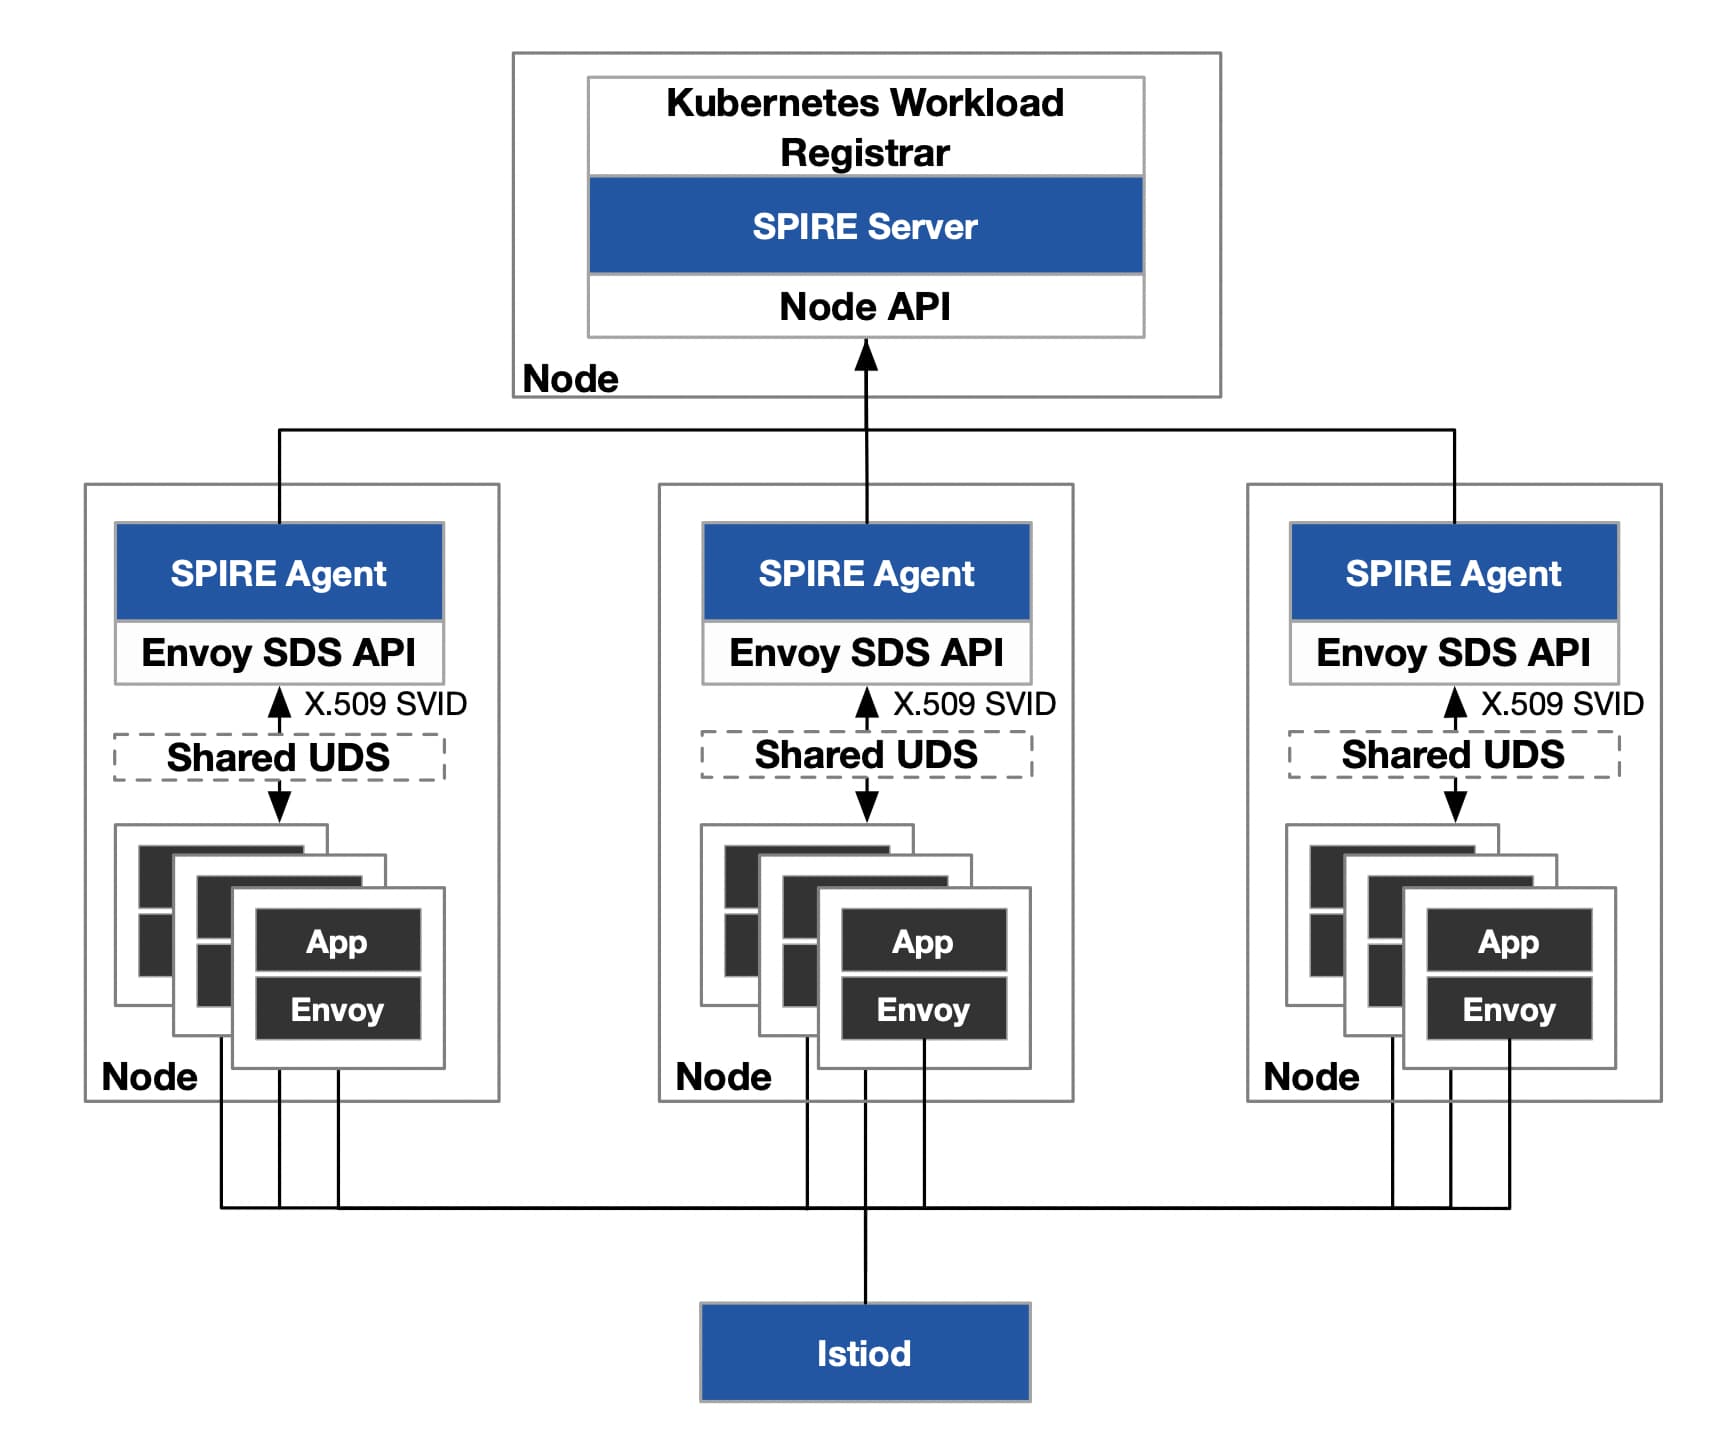 Kubernetes Workload
Registrar
SPIRE Server
Node API
Node
SPIRE Agent
Envoy SDS API
X.509 SVID
Shared UDS
App
Envoy
Node
SPIRE Agent
Envoy SDS API
X.509 SVID
Shared UDS
App
Envoy
Node
SPIRE Agent
Envoy SDS API
X.509 SVID
Shared UDS
App
Envoy
Node
Istiod